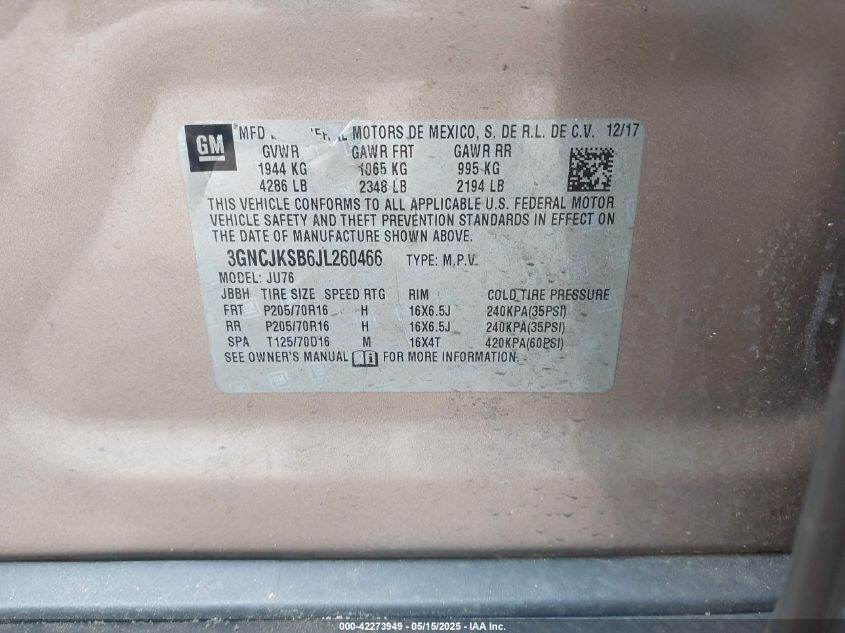 GM MFD MOTORS DE MEXICO, S. DE R.L. DE C.V. 12/17
GVWR GAWR FRT GAWR RR
1944 KG 1065 KG 995 KG
4286 LB 2348 LB 2194 LB
THIS VEHICLE CONFORMS TO ALL APPLICABLE U.S. FEDERAL MOTOR
VEHICLE SAFETY AND THEFT PREVENTION STANDARDS IN EFFECT ON
THE DATE OF MANUFACTURE SHOWN ABOVE.
3GNCJKSB6JL260466 TYPE: M.P.V.
MODEL: JU76
JBBH TIRE SIZE SPEED RTG RIM COLD TIRE PRESSURE
FRT P205/70R16 H 16X6.5J 240KPA(35PSI)
RR P205/70R16 H 16X6.5J 240KPA(35PSI)
SPA T125/70D16 M 16X4T 420KPA(60PSI)
SEE OWNER'S MANUAL FOR MORE INFORMATION.
000-42273949 - 05/15/2025 - IAA Inc.